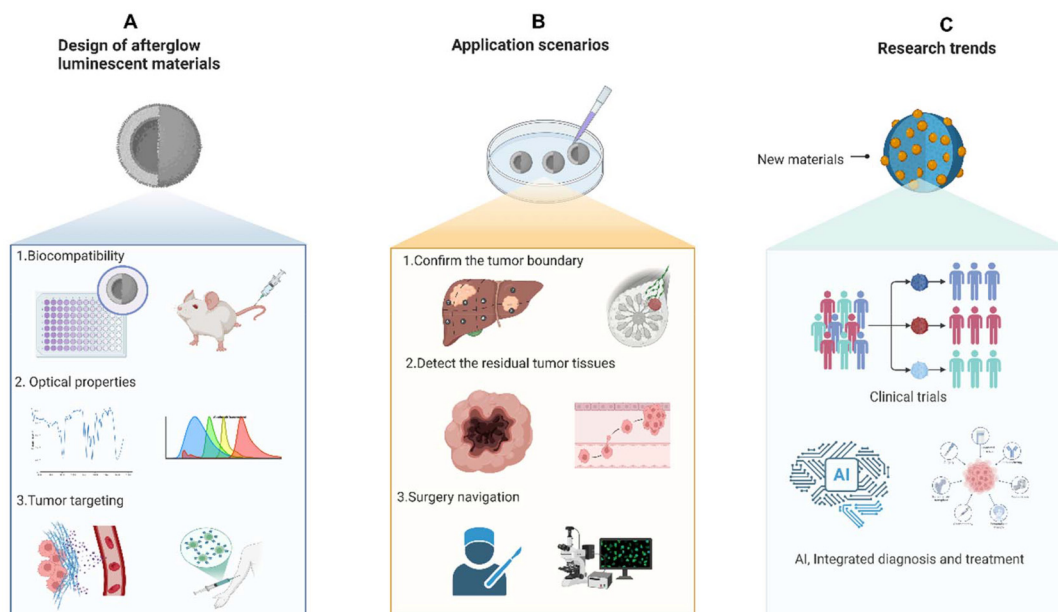 A
Design of afterglow
luminescent materials
1.Biocompatibility
2. Optical properties
3.Tumor targeting
B
Application scenarios
1.Confirm the tumor boundary
2.Detect the residual tumor tissues
3.Surgery navigation
C
Research trends
New materials
Clinical trials
AI
AI, Integrated diagnosis and treatment